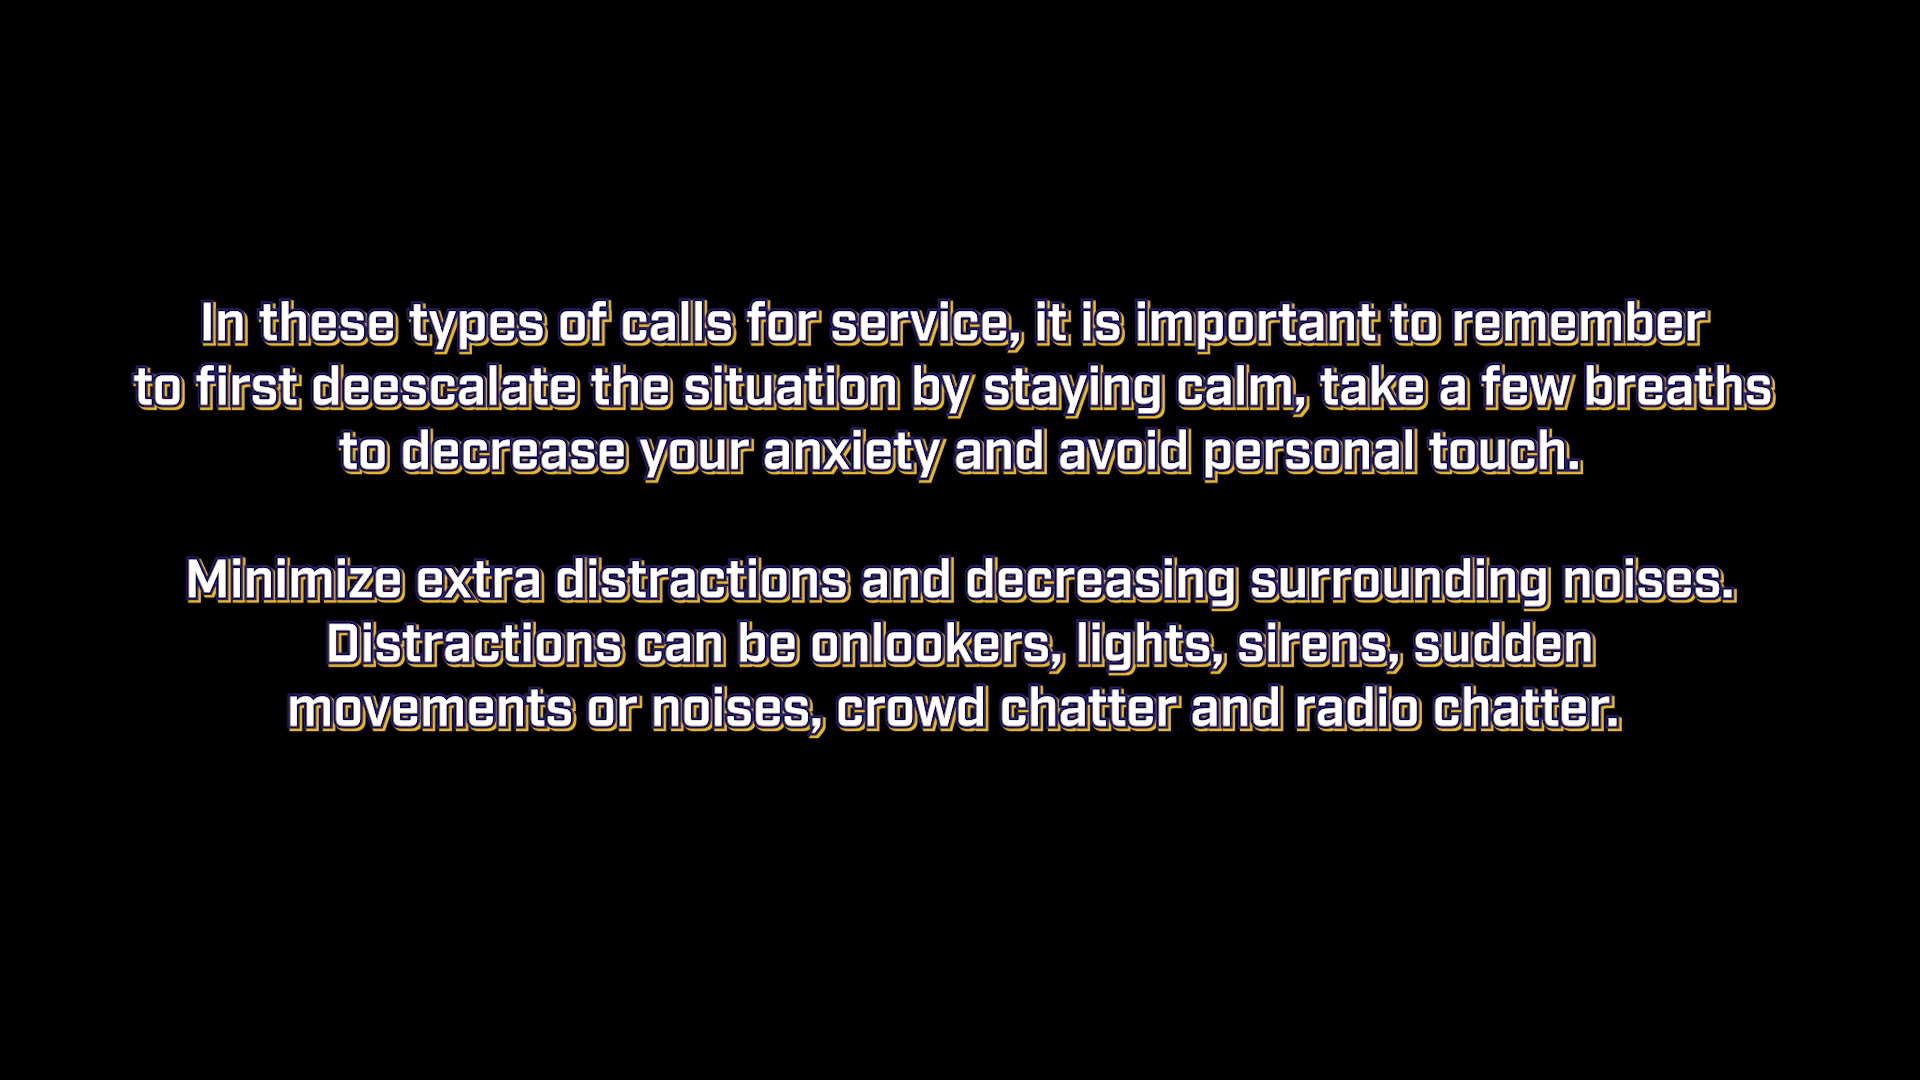 In these types of calls for service, it is important to remember
to first deescalate the situation by staying calm, take a few breaths
to decrease your anxiety and avoid personal touch.
Minimize extra distractions and decreasing surrounding noises.
Distractions can be onlookers, lights, sirens, sudden
movements or noises, crowd chatter and radio chatter.